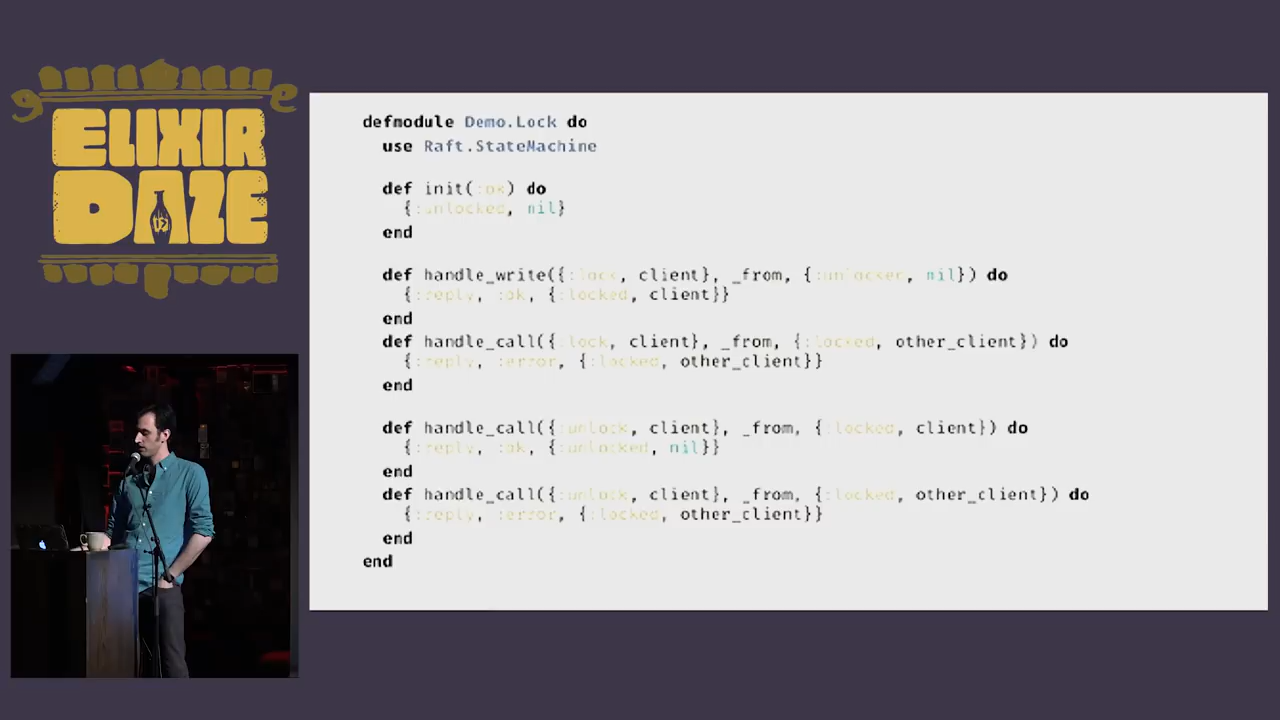 ELIXIR
DAZE
defmodule Demo.Lock do
use Raft.StateMachine
def init(:ok) do
{:unlocked, nil}
end
def handle_write({:lock, client}, _from, {:unlocker, nil}) do
{:reply, :ok, {:locked, client}}
end
def handle_call({:lock, client}, _from, {:locked, other_client}) do
{:reply, :error, {:locked, other_client}}
end
def handle_call({:unlock, client}, _from, {:locked, client}) do
{:reply, :ok, {:unlocked, nil}}
end
def handle_call({:unlock, client}, _from, {:locked, other_client}) do
{:reply, :error, {:locked, other_client}}
end
end